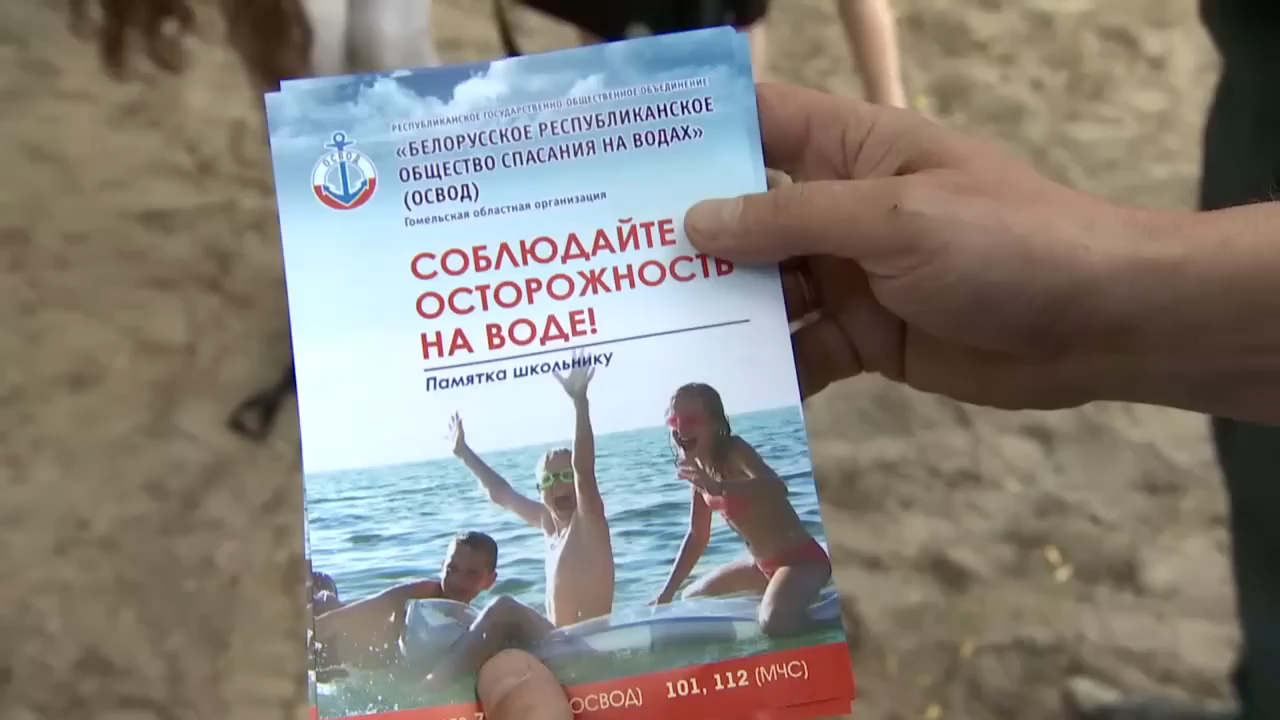 РЕСПУБЛИКАНСКОЕ ГОСУДАРСТВЕННО-ОБЩЕСТВЕННОЕ ОБЪЕДИНЕНИЕ
«БЕЛОРУССКОЕ РЕСПУБЛИКАНСКОЕ
ОБЩЕСТВО СПАСАНИЯ НА ВОДАХ»
(ОСВОД)
Гомельская областная организация
ОСВОД
СОБЛЮДАЙТЕ
ОСТОРОЖНОСТЬ
НА ВОДЕ!
Памятка школьнику
ОСВОД) 101, 112 (МЧС)